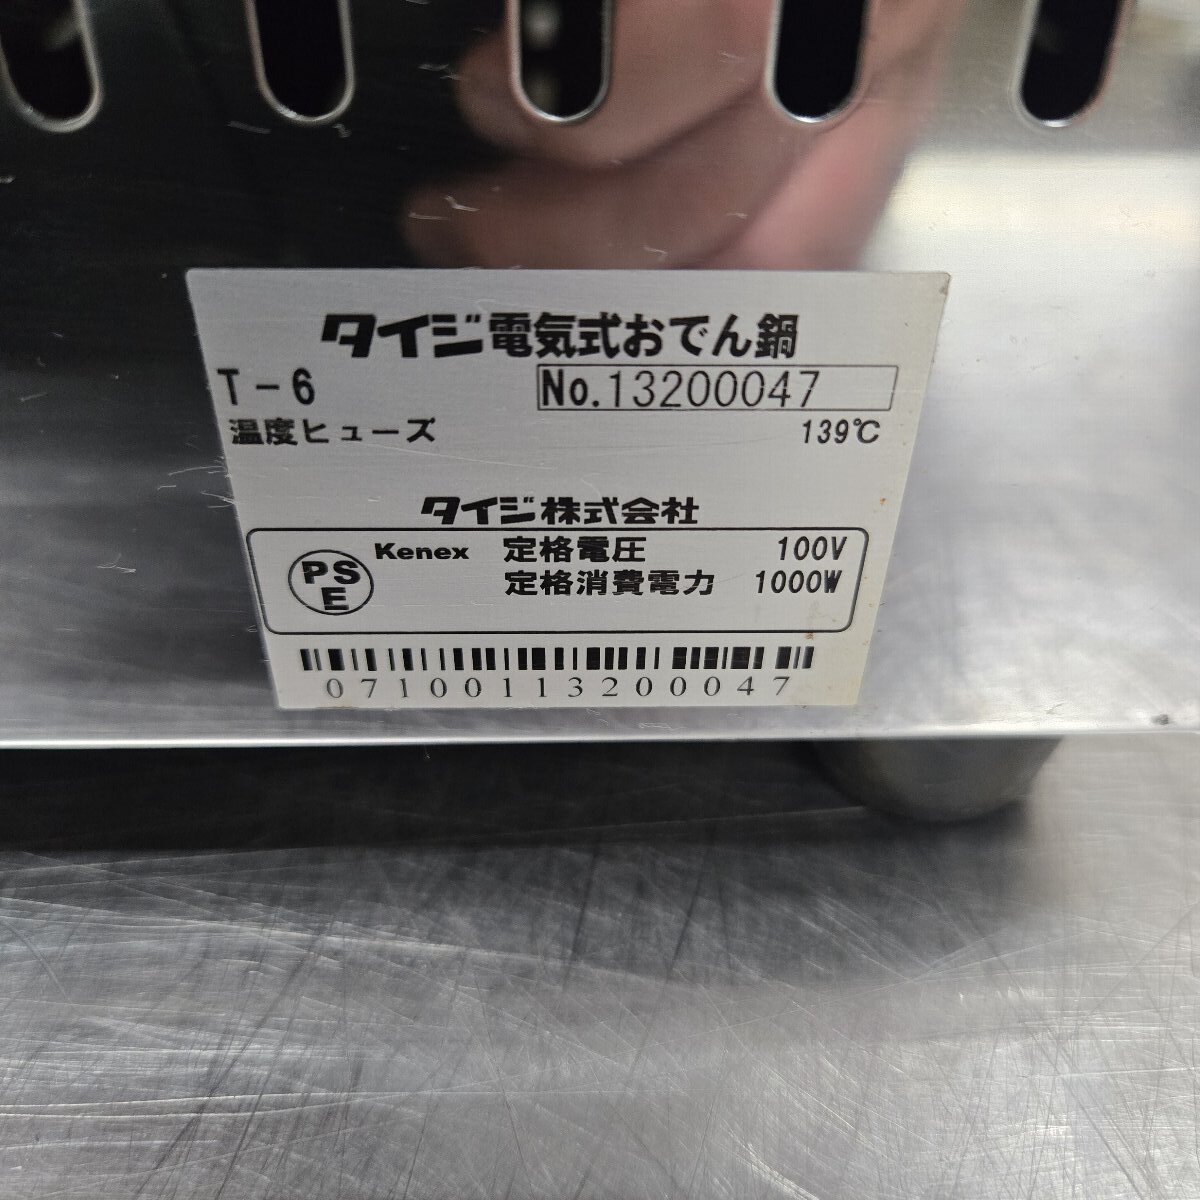 タイジ電気式おでん鍋
T-6 No.13200047
温度ヒューズ 139℃
タイジ株式会社
PSE Kenex 定格電圧 100V
定格消費電力 1000W
0710011320047